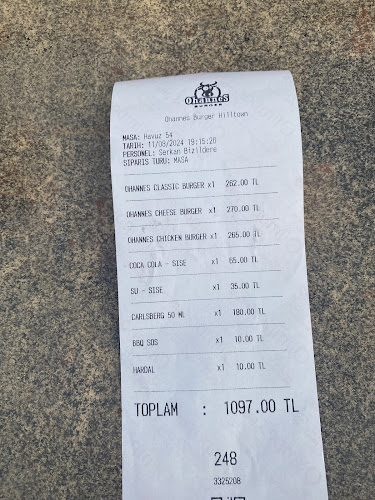 Ohannes
BURGER
Ohannes Burger Hilltown
MASA: Havuz 54
TARİH: 11/08/2024 19:15:20
PERSONEL: Serkan Bizildere
SİPARİS TURU: MASA
OHANNES CLASSIC BURGER x1 262.00 TL
OHANNES CHEESE BURGER x1 270.00 TL
OHANNES CHICKEN BURGER x1 265.00 TL
COCA COLA - SISE x1 65.00 TL
SU - SISE x1 35.00 TL
CARLSBERG 50 ML x1 180.00 TL
BBQ SOS x1 10.00 TL
HARDAL x1 10.00 TL
TOPLAM : 1097.00 TL
248
3325208